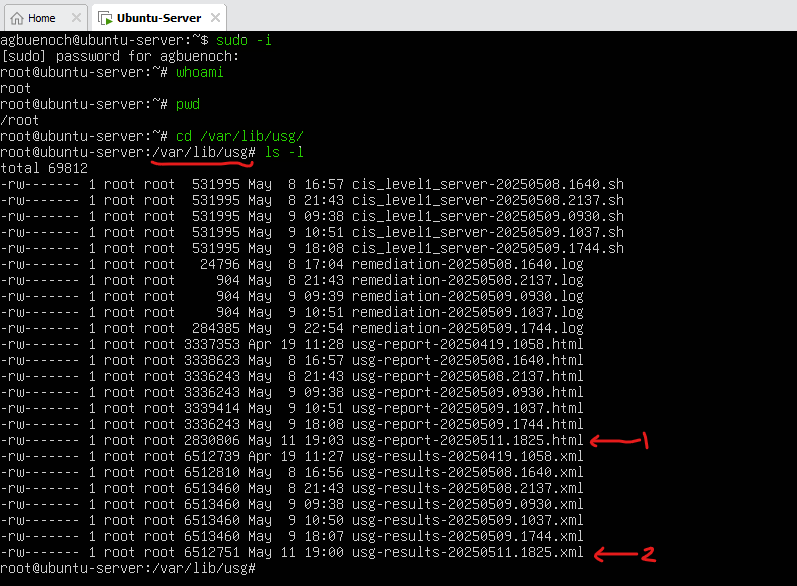 Home Ubuntu-Server
agbuenoch@ubuntu-server:~$ sudo -i
[sudo] password for agbuenoch:
root@ubuntu-server:~# whoami
root
root@ubuntu-server:~# pwd
/root
root@ubuntu-server:~# cd /var/lib/usg/
root@ubuntu-server:/var/lib/usg# ls -l
total 69812
-rw------- 1 root root  531995 May  8 16:57 cis_level1_server-20250508.1640.sh
-rw------- 1 root root  531995 May  8 21:43 cis_level1_server-20250508.2137.sh
-rw------- 1 root root  531995 May  9 09:38 cis_level1_server-20250509.0930.sh
-rw------- 1 root root  531995 May  9 10:51 cis_level1_server-20250509.1037.sh
-rw------- 1 root root  531995 May  9 18:08 cis_level1_server-20250509.1744.sh
-rw------- 1 root root   24796 May  8 17:04 remediation-20250508.1640.log
-rw------- 1 root root     904 May  8 21:43 remediation-20250508.2137.log
-rw------- 1 root root     904 May  9 09:39 remediation-20250509.0930.log
-rw------- 1 root root     904 May  9 10:51 remediation-20250509.1037.log
-rw------- 1 root root  284385 May  9 22:54 remediation-20250509.1744.log
-rw------- 1 root root 3337353 Apr 19 11:28 usg-report-20250419.1058.html
-rw------- 1 root root 3338623 May  8 16:57 usg-report-20250508.1640.html
-rw------- 1 root root 3336243 May  8 21:43 usg-report-20250508.2137.html
-rw------- 1 root root 3336243 May  9 09:38 usg-report-20250509.0930.html
-rw------- 1 root root 3339414 May  9 10:51 usg-report-20250509.1037.html
-rw------- 1 root root 3336243 May  9 18:08 usg-report-20250509.1744.html
-rw------- 1 root root 2830806 May 11 19:03 usg-report-20250511.1825.html 1
-rw------- 1 root root 6512739 Apr 19 11:27 usg-results-20250419.1058.xml
-rw------- 1 root root 6512810 May  8 16:56 usg-results-20250508.1640.xml
-rw------- 1 root root 6513460 May  8 21:43 usg-results-20250508.2137.xml
-rw------- 1 root root 6513460 May  9 09:38 usg-results-20250509.0930.xml
-rw------- 1 root root 6513460 May  9 10:50 usg-results-20250509.1037.xml
-rw------- 1 root root 6513460 May  9 18:07 usg-results-20250509.1744.xml
-rw------- 1 root root 6512751 May 11 19:00 usg-results-20250511.1825.xml 2
root@ubuntu-server:/var/lib/usg#